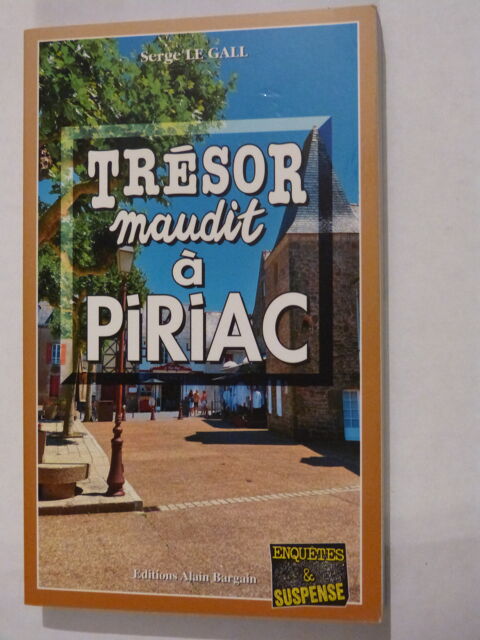 Serge LE GALL
TRÉSOR
maudit
à
PiRiAC
Editions Alain Bargain
ENQUÊTES
&
SUSPENSE